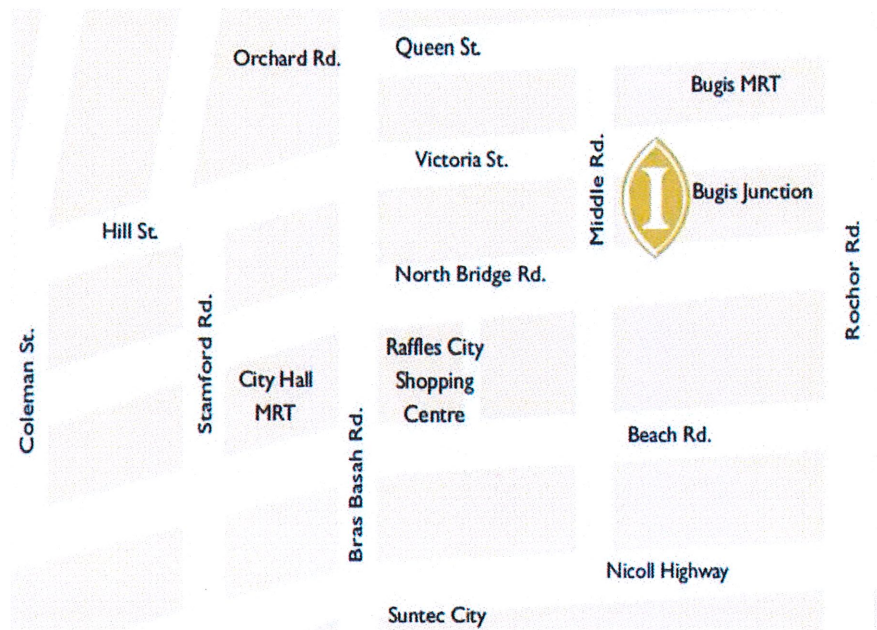 Queen St.
Orchard Rd.
Bugis MRT
Victoria St.
Middle Rd.
I
Bugis Junction
Hill St.
North Bridge Rd.
Rochor Rd.
Stamford Rd.
Coleman St.
Raffles City
Shopping
Centre
City Hall
MRT
Bras Basah Rd.
Beach Rd.
Nicoll Highway
Suntec City